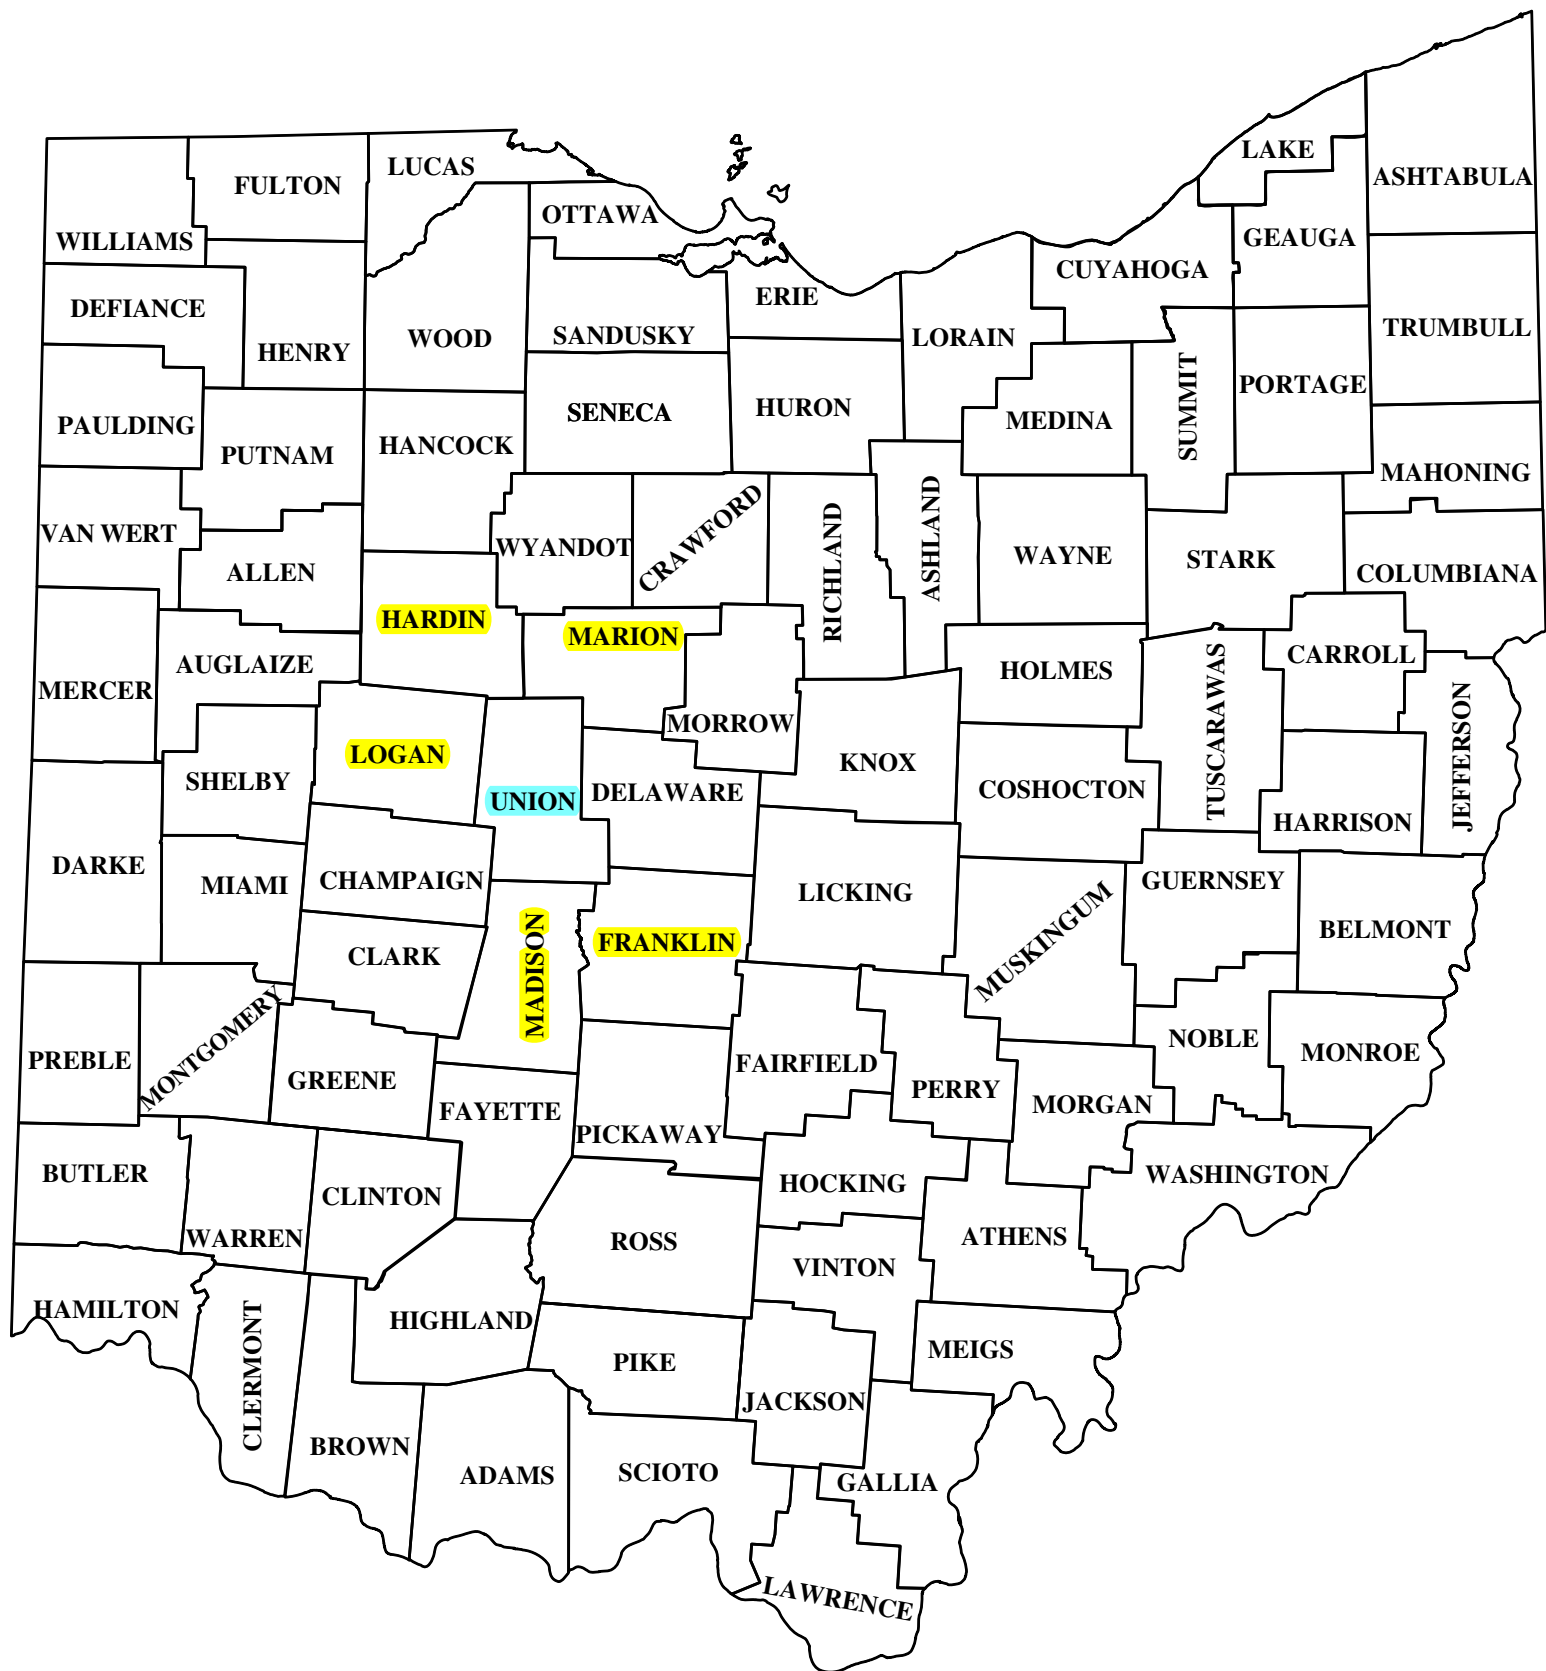 LAKE
LUCAS
ASHTABULA
FULTON
OTTAWA
WILLIAMS
GEAUGA
CUYAHOGA
DEFIANCE
ERIE
TRUMBULL
WOOD
SANDUSKY
LORAIN
HENRY
PORTAGE
SUMMIT
PAULDING
SENECA
HURON
MEDINA
PUTNAM
HANCOCK
MAHONING
VAN WERT
WYANDOT
CRAWFORD
RICHLAND
ASHLAND
WAYNE
STARK
COLUMBIANA
ALLEN
HARDIN
MARION
AUGLAIZE
CARROLL
MERCER
HOLMES
TUSCARAWAS
JEFFERSON
MORROW
LOGAN
KNOX
SHELBY
UNION
DELAWARE
COSHOCTON
HARRISON
DARKE
MIAMI
CHAMPAIGN
LICKING
GUERNSEY
MUSKINGUM
BELMONT
CLARK
MADISON
FRANKLIN
PREBLE
MONTGOMERY
GREENE
FAIRFIELD
NOBLE
MONROE
PERRY
FAYETTE
MORGAN
PICKAWAY
BUTLER
CLINTON
HOCKING
WASHINGTON
WARREN
ROSS
ATHENS
VINTON
HAMILTON
CLERMONT
HIGHLAND
PIKE
MEIGS
JACKSON
BROWN
ADAMS
SCIOTO
GALLIA
LAWRENCE